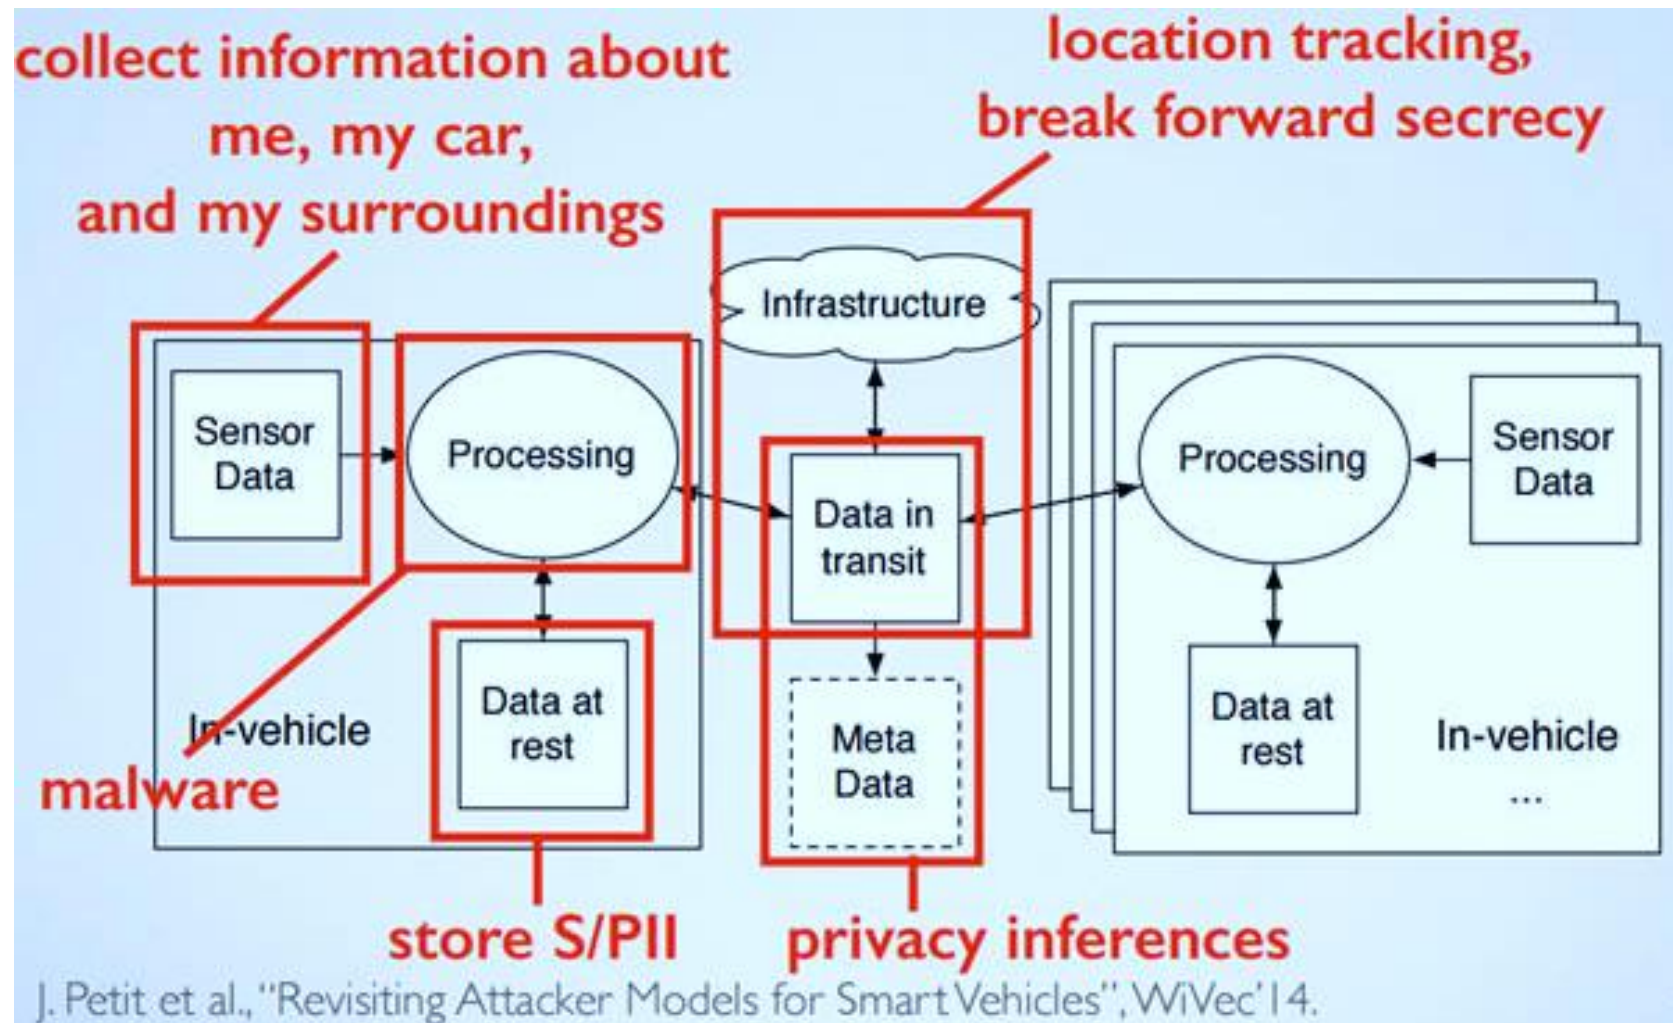 collect information about
me, my car,
and my surroundings
location tracking,
break forward secrecy
Infrastructure
Sensor
Data
Processing
Data in
transit
Processing
Sensor
Data
Data at
rest
In-vehicle
Meta
Data
Data at
rest
In-vehicle
...
malware
store S/PII
privacy inferences
J. Petit et al., “Revisiting Attacker Models for Smart Vehicles”, WiVec’14.